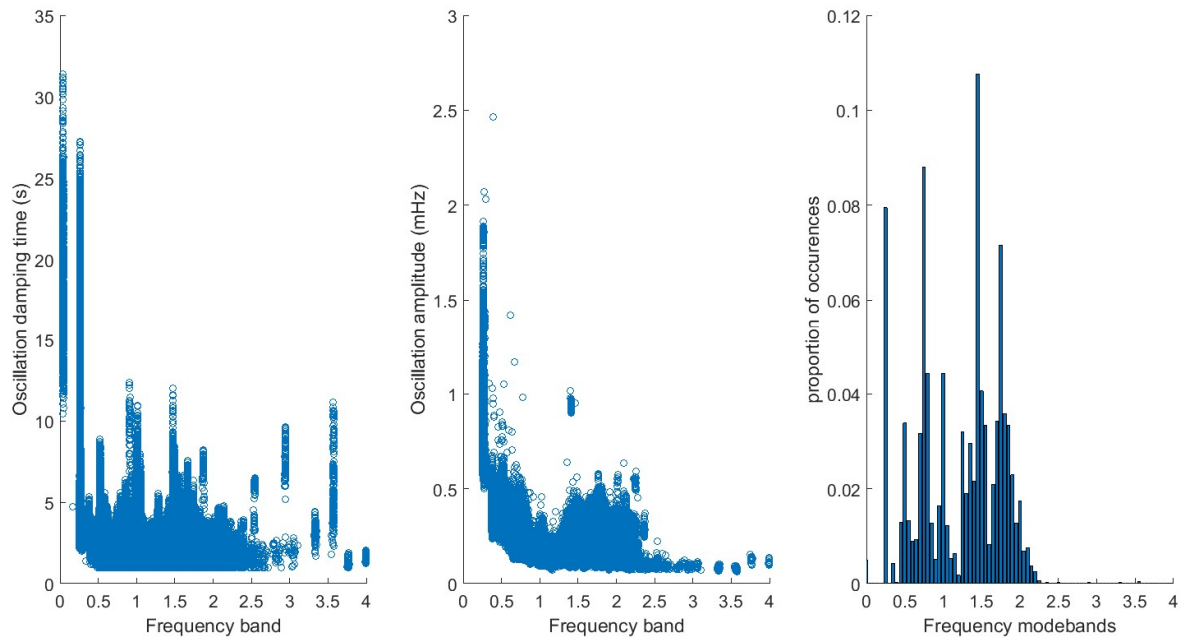 35
30
25
20
15
10
5
0
Oscillation damping time (s)
0 0.5 1 1.5 2 2.5 3 3.5 4
Frequency band
3
2.5
2
1.5
1
0.5
0
Oscillation amplitude (mHz)
0 0.5 1 1.5 2 2.5 3 3.5 4
Frequency band
0.12
0.1
0.08
0.06
0.04
0.02
0
proportion of occurences
0 0.5 1 1.5 2 2.5 3 3.5 4
Frequency modebands